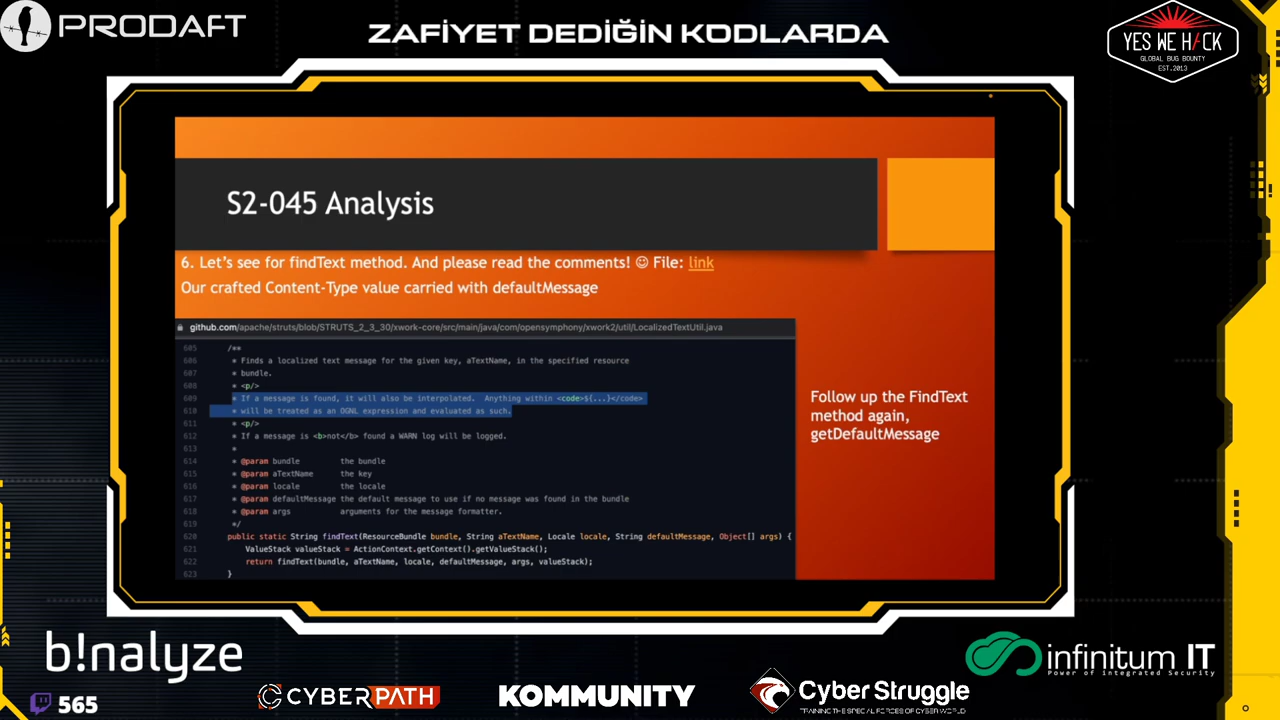 PRODAFT
ZAFİYET DEDİĞİN KODLARDA
YES WE H/CK
GLOBAL BUG BOUNTY
EST.2013
S2-045 Analysis
6. Let's see for findText method. And please read the comments! ☺ File: link
Our crafted Content-Type value carried with defaultMessage
github.com/apache/struts/blob/STRUTS_2_3_30/xwork-core/src/main/java/com/opensymphony/xwork2/util/LocalizedTextUtil.java
605 /**
606 * Finds a localized text message for the given key, aTextName, in the specified resource
607 * bundle.
608 * <p/>
609 * If a message is found, it will also be interpolated. Anything within <code>${...}</code>
610 * will be treated as an OGNL expression and evaluated as such.
611 * <p/>
612 * If a message is <b>not</b> found a WARN log will be logged.
613 *
614 * @param bundle the bundle
615 * @param aTextName the key
616 * @param locale the locale
617 * @param defaultMessage the default message to use if no message was found in the bundle
618 * @param args arguments for the message formatter.
619 */
620 public static String findText(ResourceBundle bundle, String aTextName, Locale locale, String defaultMessage, Object[] args) {
621 ValueStack valueStack = ActionContext.getContext().getValueStack();
622 return findText(bundle, aTextName, locale, defaultMessage, args, valueStack);
623 }
Follow up the FindText
method again,
getDefaultMessage
b!nalyze
infinitum IT
Power of Integrated Security
565
CYBERPATH
KOMMUNITY
Cyber Struggle
TRAINING THE SPECIAL FORCES OF CYBER WORLD